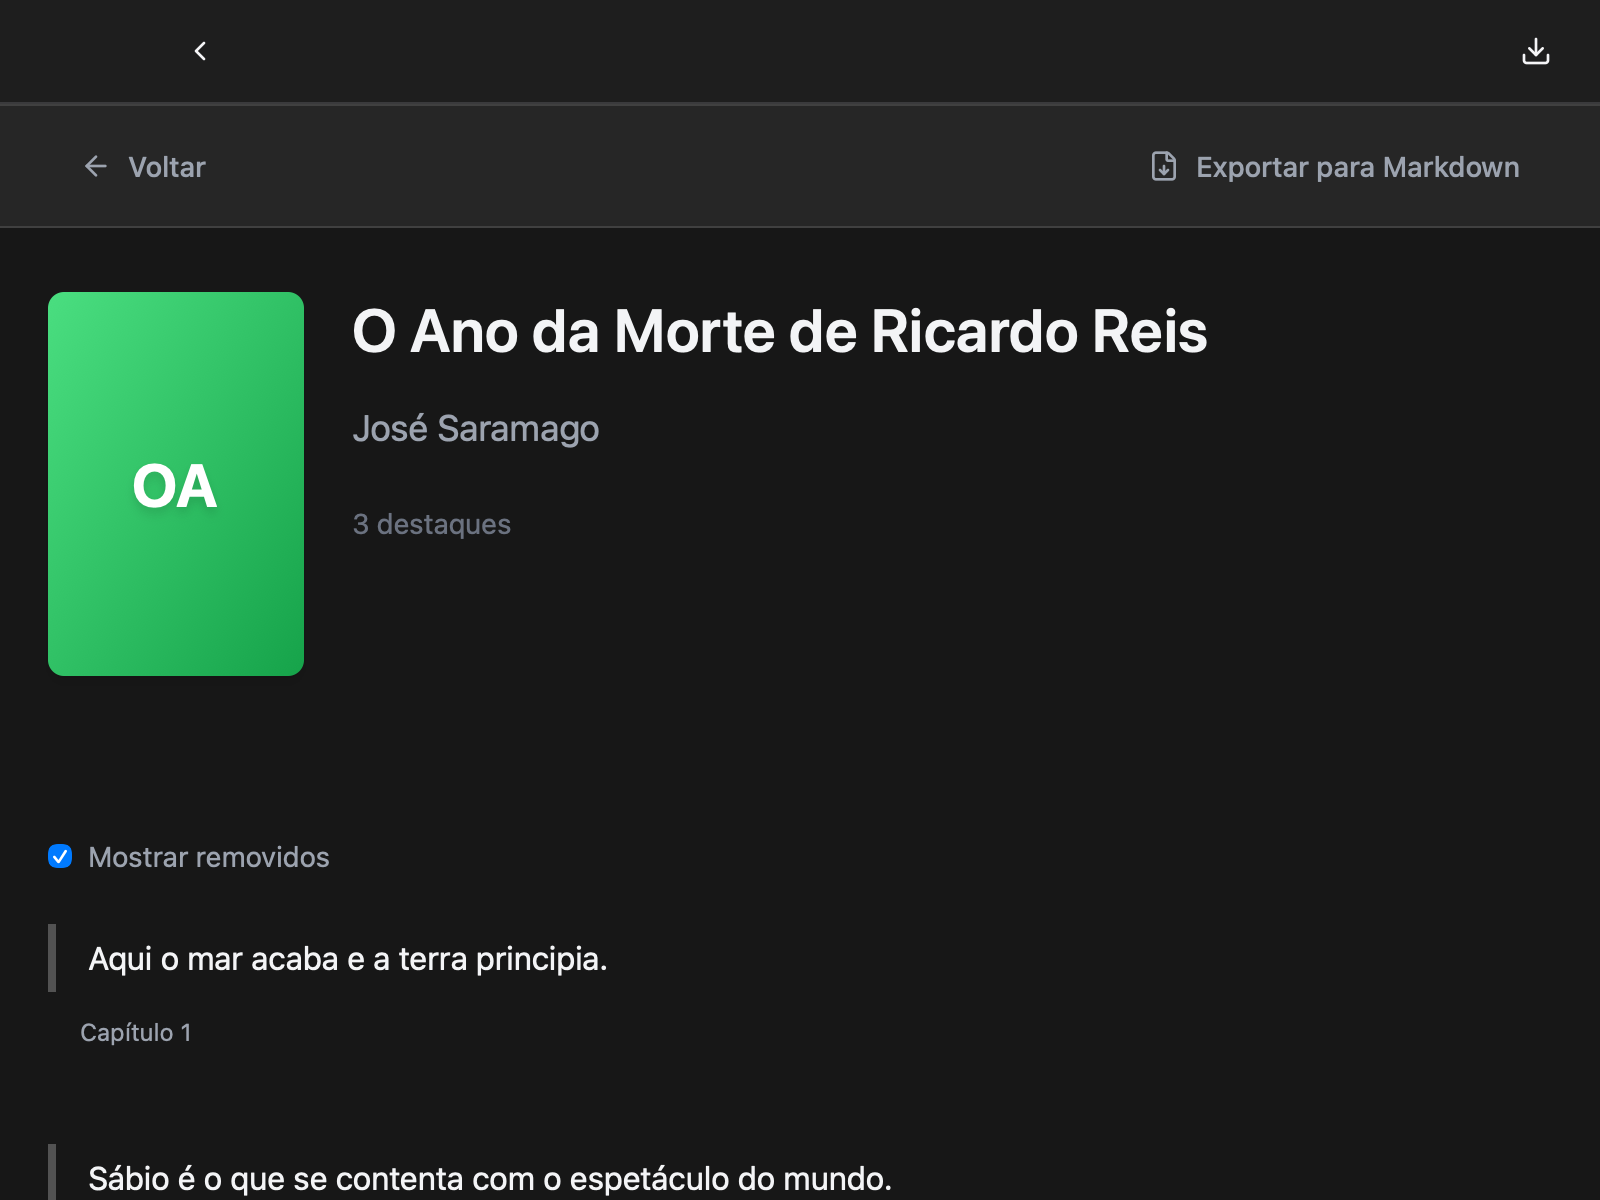 Voltar
Exportar para Markdown
OA
O Ano da Morte de Ricardo Reis
José Saramago
3 destaques
Mostrar removidos
Aqui o mar acaba e a terra principia.
Capítulo 1
Sábio é o que se contenta com o espetáculo do mundo.